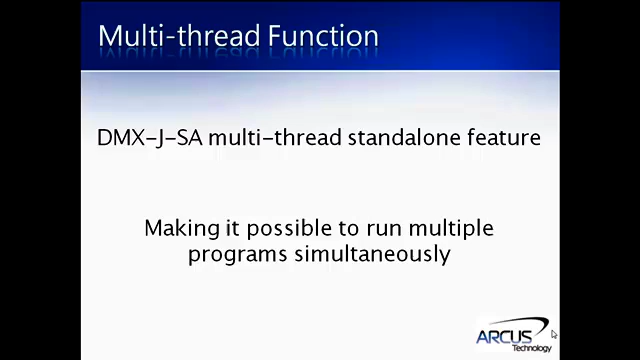 Multi-thread Function
DMX-J-SA multi-thread standalone feature
Making it possible to run multiple
programs simultaneously
ARCUS
Technology